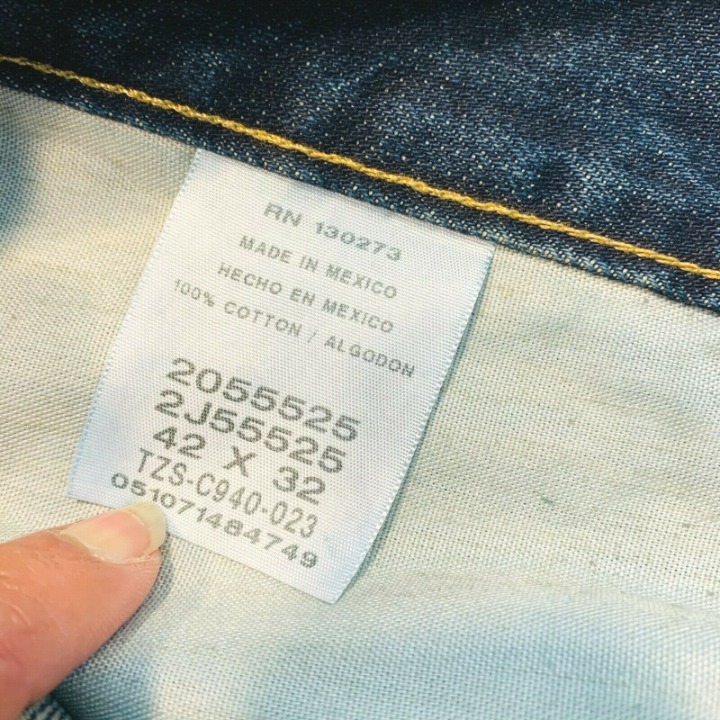 RN 130273
MADE IN MEXICO
HECHO EN MEXICO
100% COTTON / ALGODON
2055525
2J55525
42 X 32
TZS-C940-023
051071484749